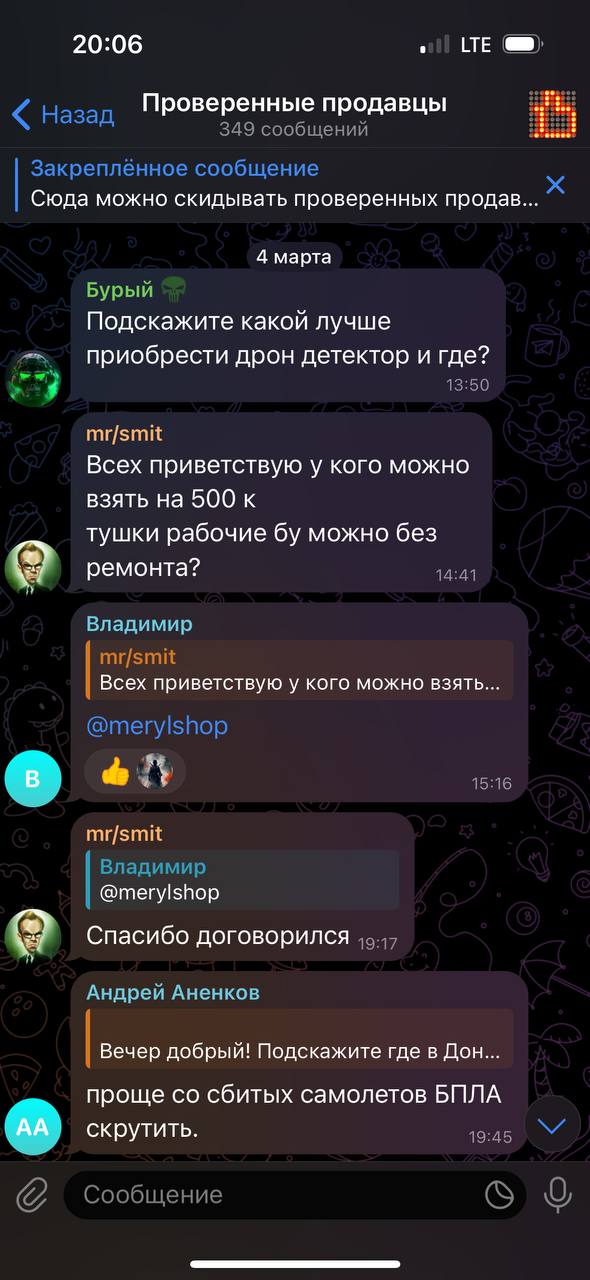 20:06
LTE
Назад
Проверенные продавцы
349 сообщений
Закреплённое сообщение
Сюда можно скидывать проверенных продав...
4 марта
Бурый
Подскажите какой лучше
приобрести дрон детектор и где?
13:50
mr/smit
Всех приветствую у кого можно
взять на 500 к
тушки рабочие бу можно без
ремонта?
14:41
Владимир
mr/smit
Всех приветствую у кого можно взять...
@merylshop
В
15:16
mr/smit
Владимир
@merylshop
Спасибо договорился 19:17
Андрей Аненков
Вечер добрый! Подскажите где в Дон...
проще со сбитых самолетов БПЛА
скрутить.
АА
19:45
Сообщение